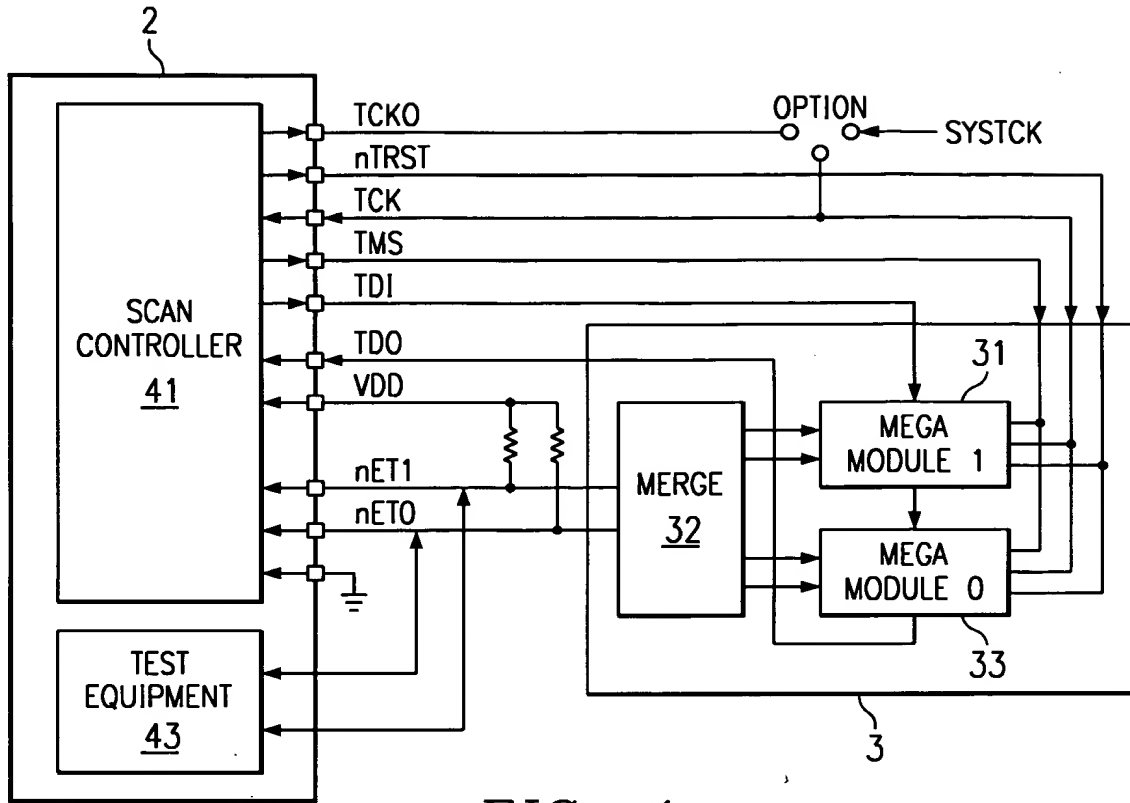 2
TCKO
OPTION
SYSTCK
nTRST
TCK
TMS
TDI
SCAN
CONTROLLER
41
TDO
VDD
nET1
nET0
MERGE
32
31
MEGA
MODULE 1
MEGA
MODULE 0
33
3
TEST
EQUIPMENT
43